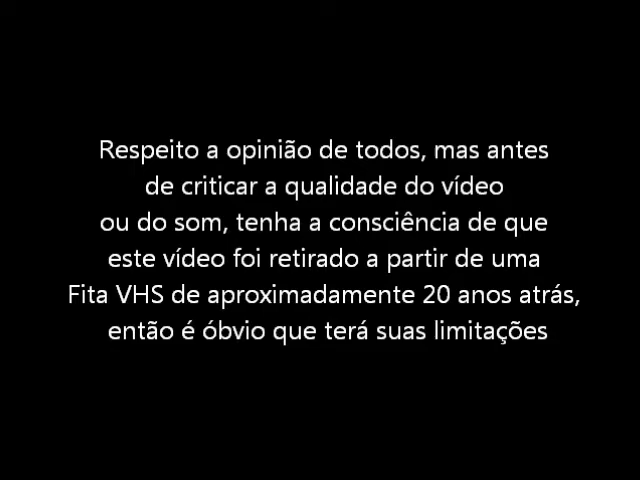 Respeito a opinião de todos, mas antes
de criticar a qualidade do vídeo
ou do som, tenha a consciência de que
este vídeo foi retirado a partir de uma
Fita VHS de aproximadamente 20 anos atrás,
então é óbvio que terá suas limitações